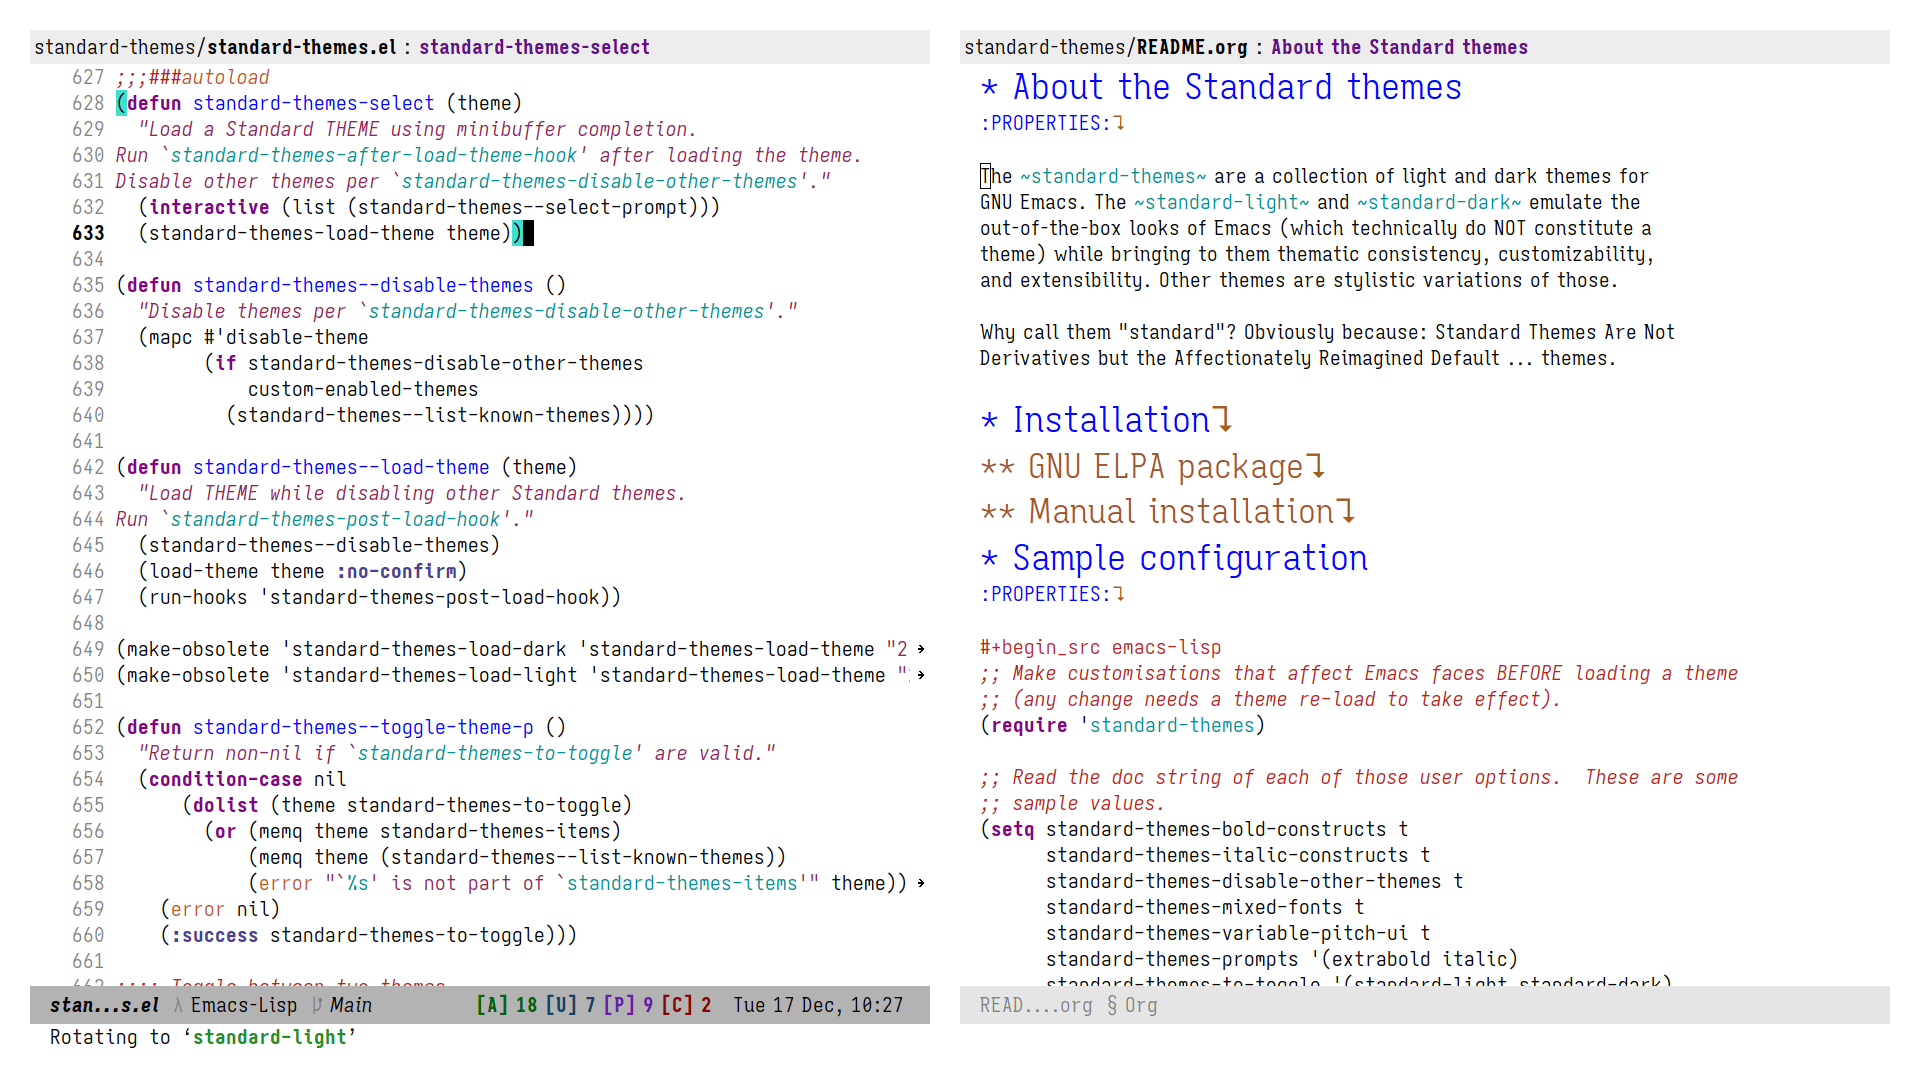 standard-themes/standard-themes.el : standard-themes-select
627 ;;;###autoload
628 (defun standard-themes-select (theme)
629   "Load a Standard THEME using minibuffer completion.
630 Run `standard-themes-after-load-theme-hook' after loading the theme.
631 Disable other themes per `standard-themes-disable-other-themes'."
632   (interactive (list (standard-themes--select-prompt)))
633   (standard-themes-load-theme theme))
634
635 (defun standard-themes--disable-themes ()
636   "Disable themes per `standard-themes-disable-other-themes'."
637   (mapc #'disable-theme
638         (if standard-themes-disable-other-themes
639             custom-enabled-themes
640           (standard-themes--list-known-themes))))
641
642 (defun standard-themes--load-theme (theme)
643   "Load THEME while disabling other Standard themes.
644 Run `standard-themes-post-load-hook'."
645   (standard-themes--disable-themes)
646   (load-theme theme :no-confirm)
647   (run-hooks 'standard-themes-post-load-hook))
648
649 (make-obsolete 'standard-themes-load-dark 'standard-themes-load-theme "2
650 (make-obsolete 'standard-themes-load-light 'standard-themes-load-theme "
651
652 (defun standard-themes--toggle-theme-p ()
653   "Return non-nil if `standard-themes-to-toggle' are valid."
654   (condition-case nil
655       (dolist (theme standard-themes-to-toggle)
656         (or (memq theme standard-themes-items)
657             (memq theme (standard-themes--list-known-themes))
658             (error "`%s' is not part of `standard-themes-items'" theme))
659     (error nil)
660     (:success standard-themes-to-toggle)))
661
662 ;;;; Toggle between two themes
stan...s.el λ Emacs-Lisp Main [A] 18 [U] 7 [P] 9 [C] 2 Tue 17 Dec, 10:27
Rotating to ‘standard-light’
standard-themes/README.org : About the Standard themes
* About the Standard themes
:PROPERTIES:↴

The ~standard-themes~ are a collection of light and dark themes for
GNU Emacs. The ~standard-light~ and ~standard-dark~ emulate the
out-of-the-box looks of Emacs (which technically do NOT constitute a
theme) while bringing to them thematic consistency, customizability,
and extensibility. Other themes are stylistic variations of those.

Why call them "standard"? Obviously because: Standard Themes Are Not
Derivatives but the Affectionately Reimagined Default ... themes.

* Installation↴
** GNU ELPA package↴
** Manual installation↴
* Sample configuration
:PROPERTIES:↴

#+begin_src emacs-lisp
;; Make customisations that affect Emacs faces BEFORE loading a theme
;; (any change needs a theme re-load to take effect).
(require 'standard-themes)

;; Read the doc string of each of those user options.  These are some
;; sample values.
(setq standard-themes-bold-constructs t
      standard-themes-italic-constructs t
      standard-themes-disable-other-themes t
      standard-themes-mixed-fonts t
      standard-themes-variable-pitch-ui t
      standard-themes-prompts '(extrabold italic)
      standard-themes-to-toggle '(standard-light standard-dark)
READ....org § Org